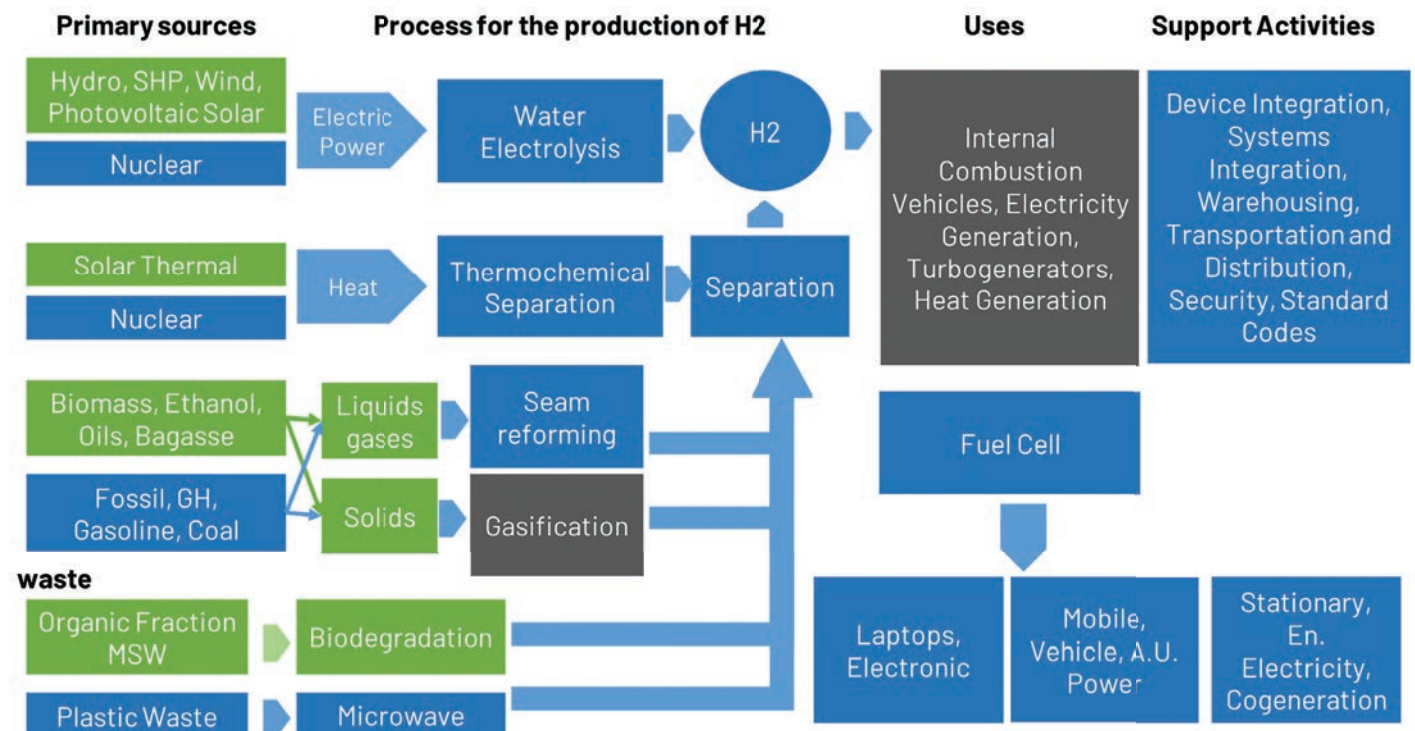 Primary sources
Process for the production of H2
Uses
Support Activities
Hydro, SHP, Wind,
Photovoltaic Solar
Nuclear
Electric
Power
Water
Electrolysis
H2
Internal
Combustion
Vehicles, Electricity
Generation,
Turbogenerators,
Heat Generation
Device Integration,
Systems
Integration,
Warehousing,
Transportation and
Distribution,
Security, Standard
Codes
Solar Thermal
Nuclear
Heat
Thermochemical
Separation
Separation
Biomass, Ethanol,
Oils, Bagasse
Fossil, GH,
Gasoline, Coal
Liquids
gases
Solids
Seam
reforming
Gasification
Fuel Cell
waste
Organic Fraction
MSW
Biodegradation
Plastic Waste
Microwave
Laptops,
Electronic
Mobile,
Vehicle, A.U.
Power
Stationary,
En.
Electricity,
Cogeneration